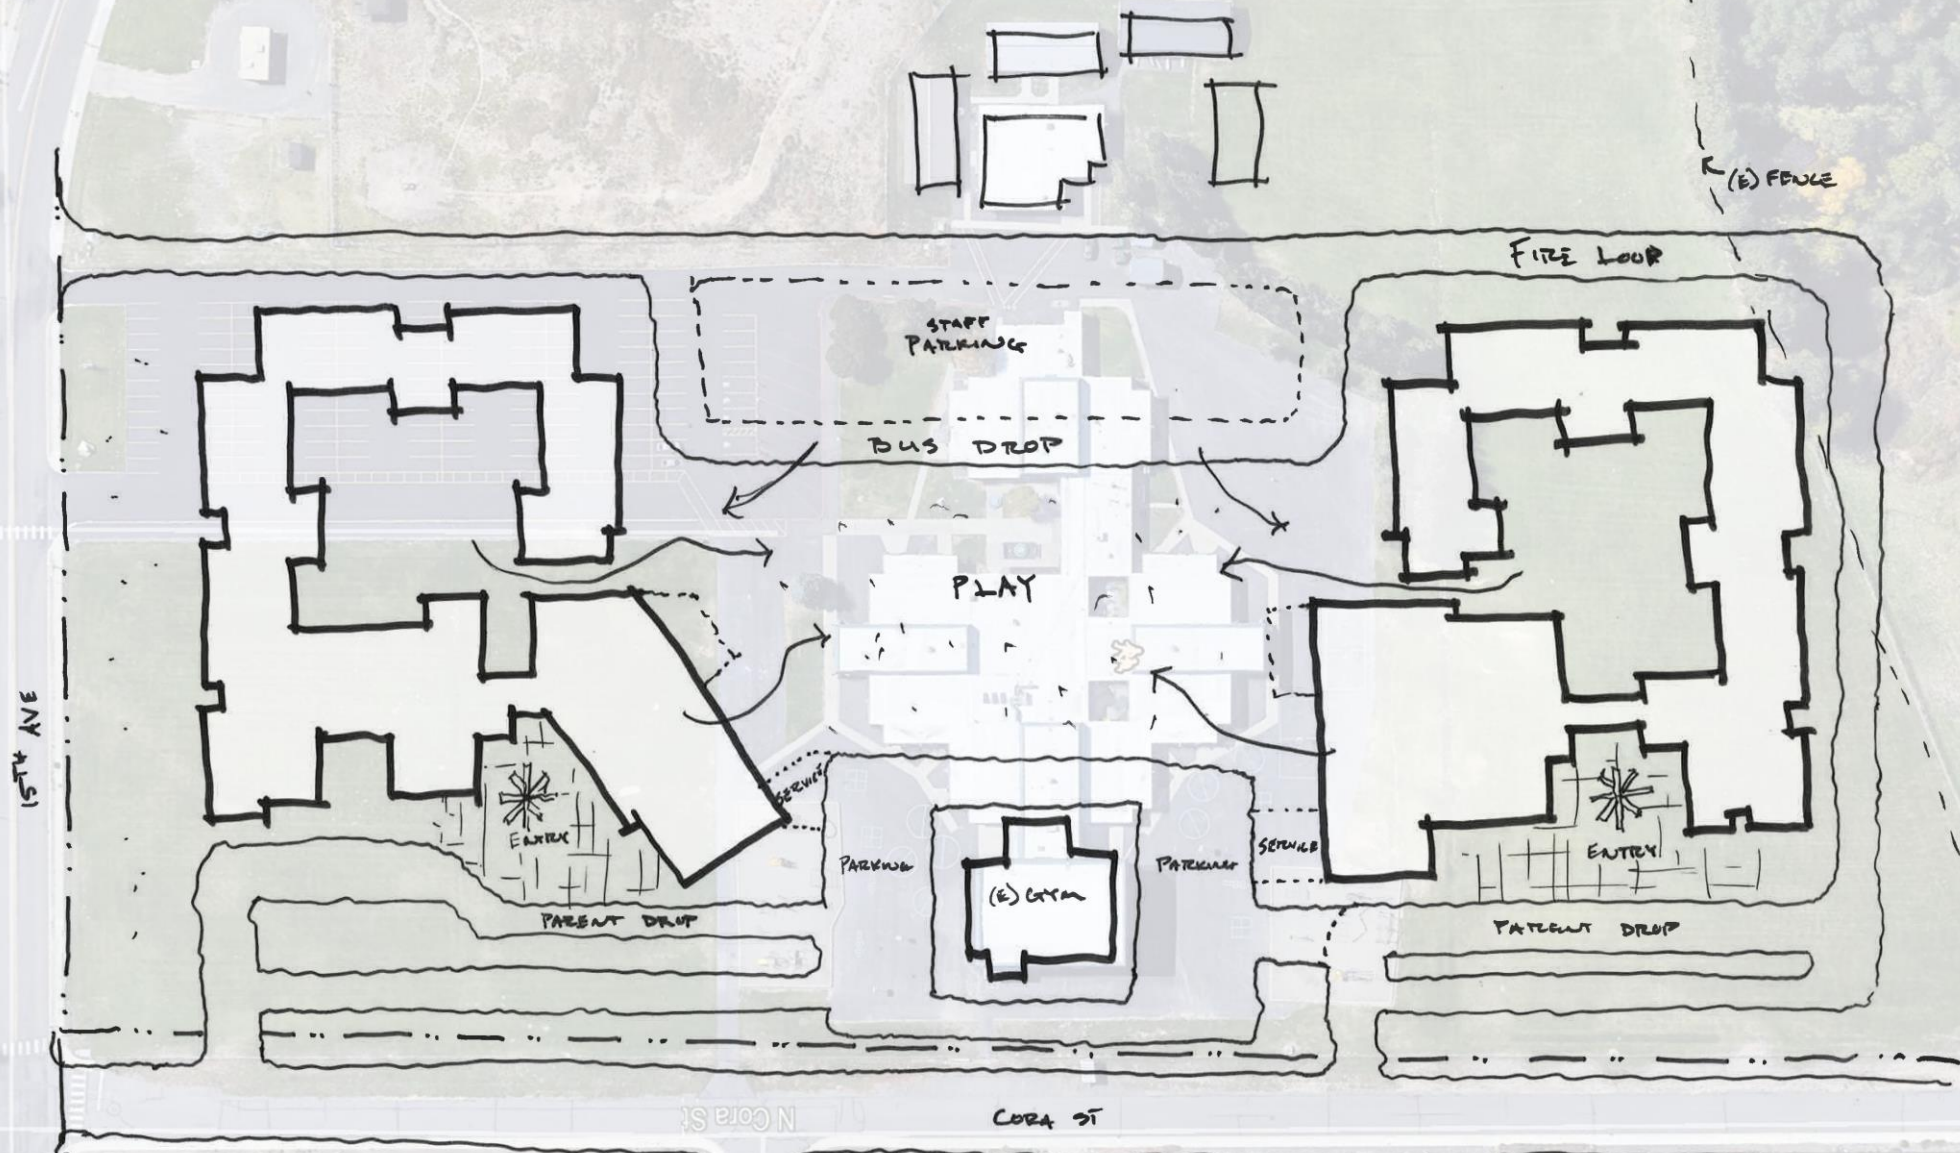 (E) FENCE
FIRE LOOP
STAFF
PARKING
BUS DROP
PLAY
15TH AVE
SERVICE
ENTRY
PARKING
(E) GYM
PARKING
SERVICE
ENTRY
PARENT DROP
PARENT DROP
N Cora St
CORA ST